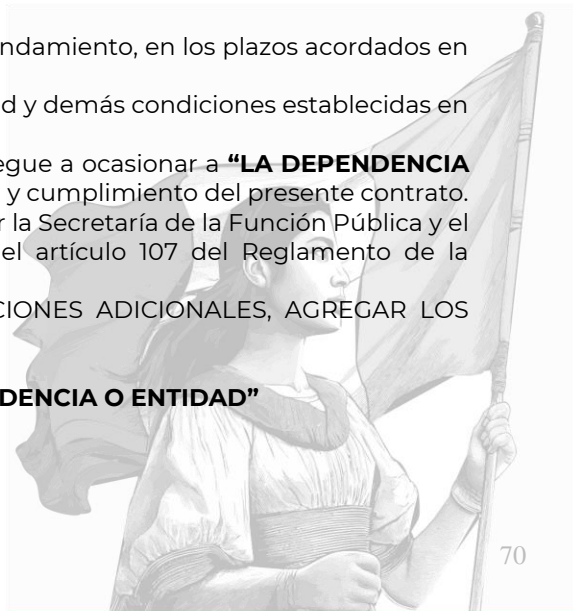 ndamiento, en los plazos acordados en
d y demás condiciones establecidas en
egue a ocasionar a “LA DEPENDENCIA
y cumplimiento del presente contrato.
r la Secretaría de la Función Pública y el
el artículo 107 del Reglamento de la
CIONES ADICIONALES, AGREGAR LOS
DENCIA O ENTIDAD”
70